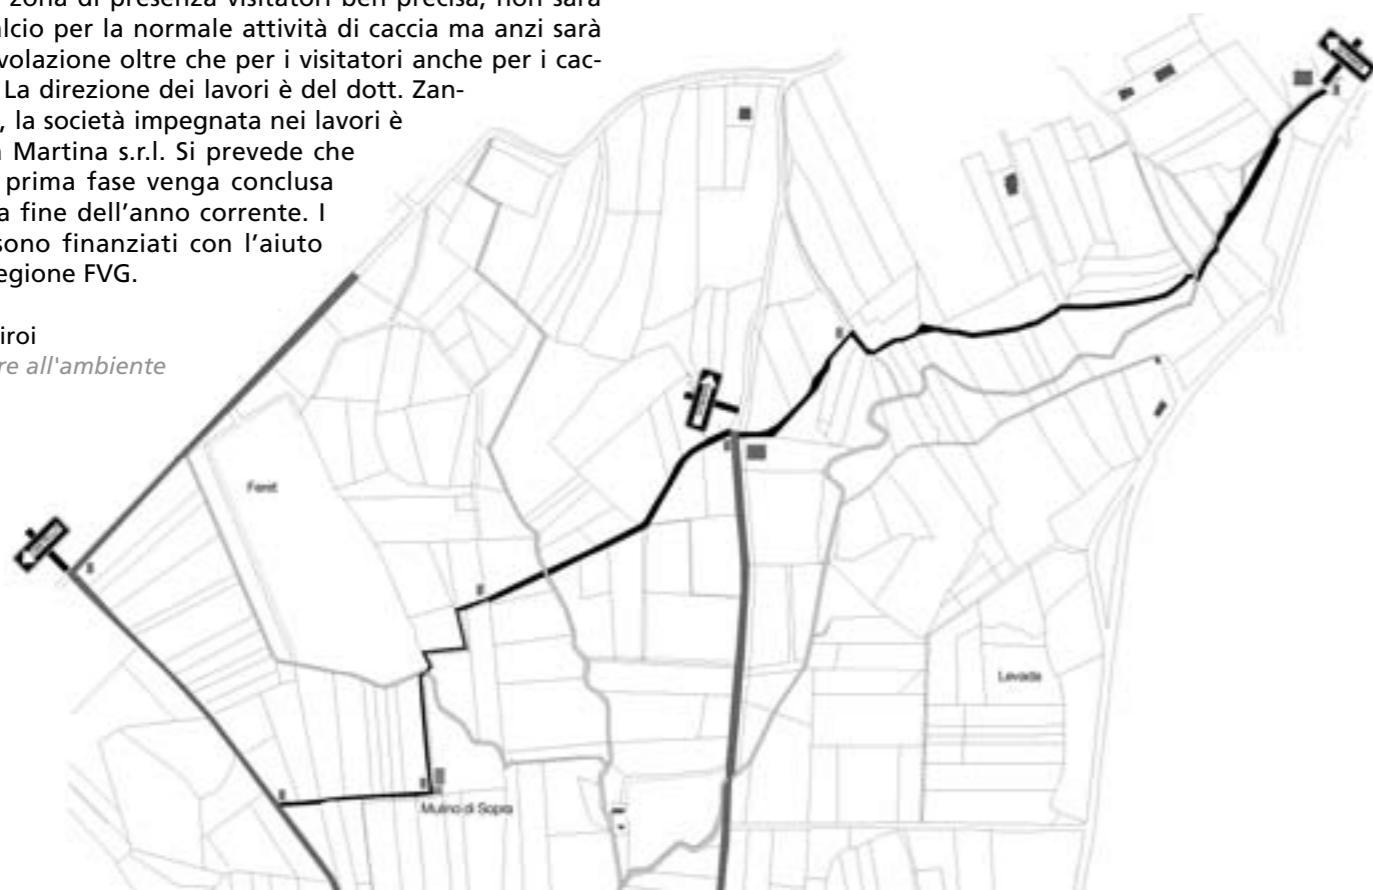 zona di presenza visitatori ben precisa, non sarà
alcio per la normale attività di caccia ma anzi sarà
volazione oltre che per i visitatori anche per i cac-
La direzione dei lavori è del dott. Zan-
, la società impegnata nei lavori è
Martina s.r.l. Si prevede che
prima fase venga conclusa
a fine dell'anno corrente. I
sono finanziati con l'aiuto
egione FVG.
iroi
re all'ambiente
Feret
Levada
Mulino di Sopra